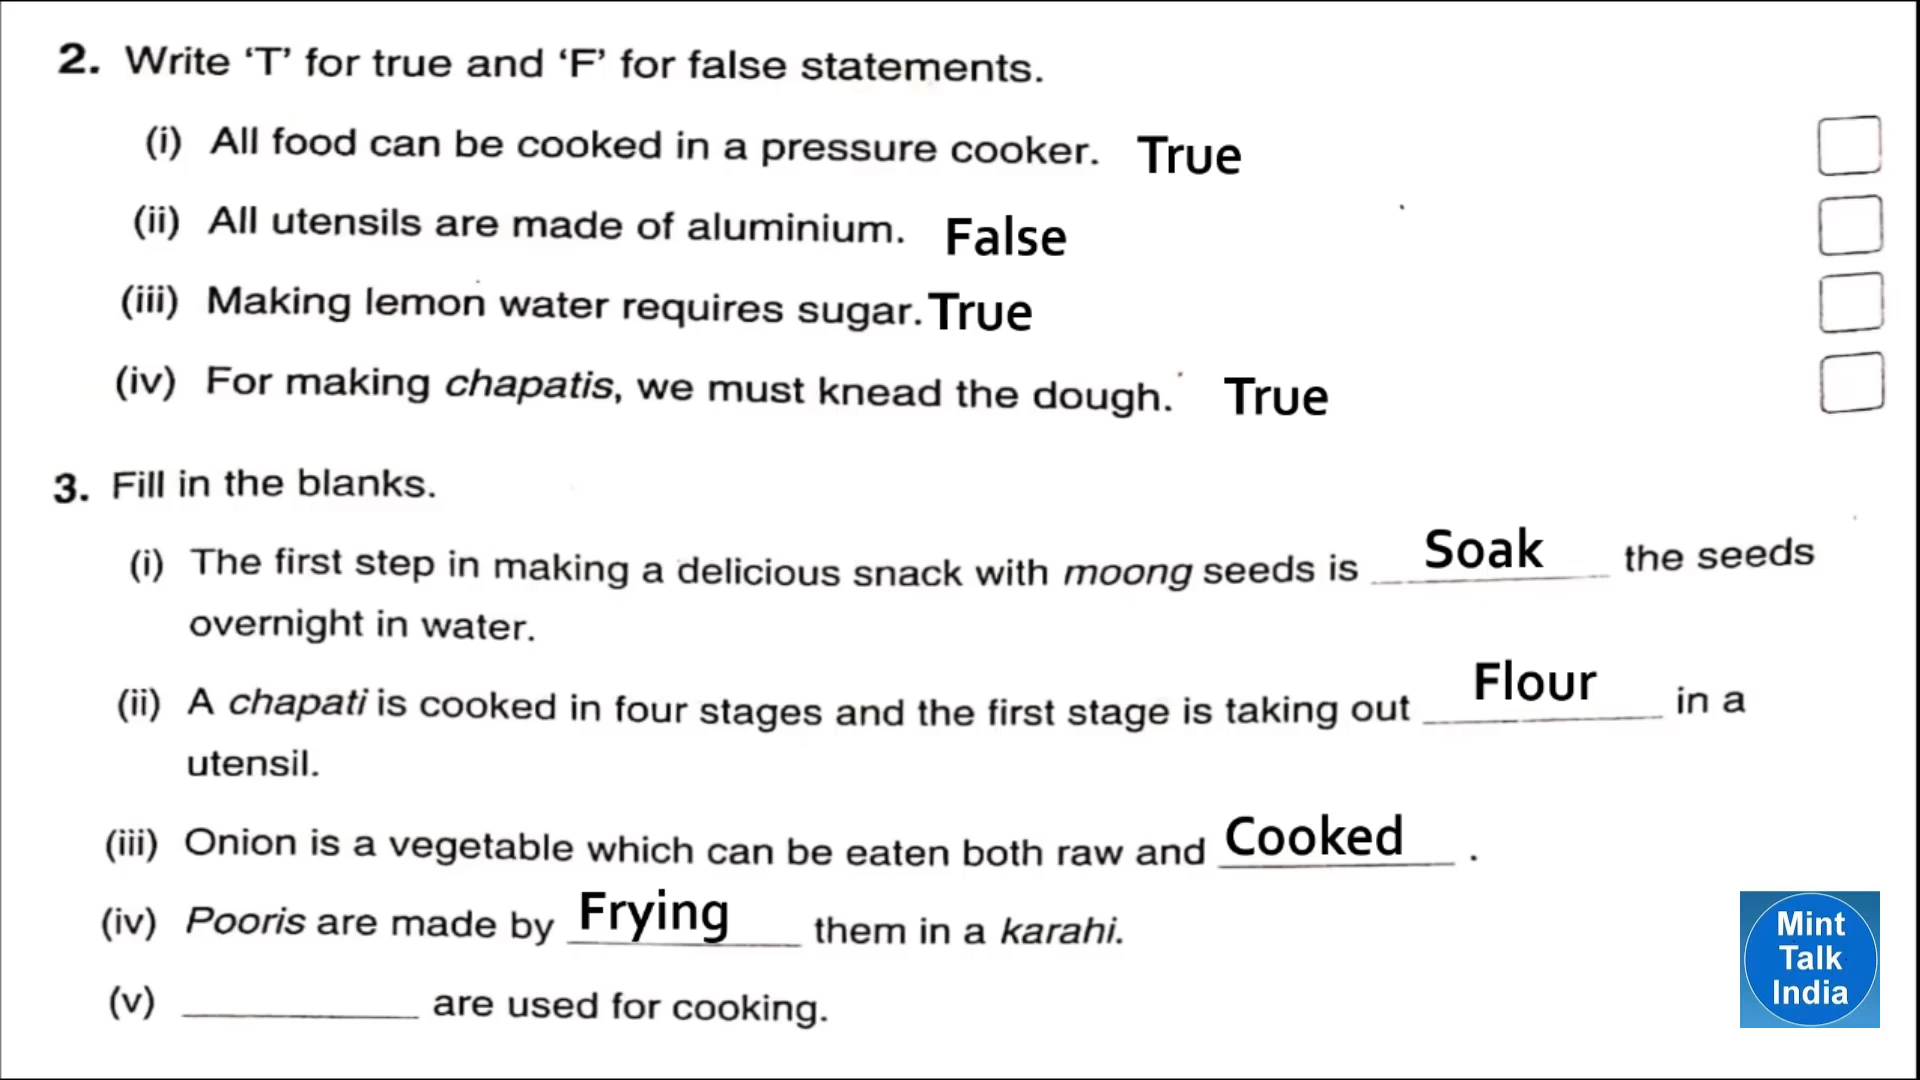 2. Write ‘T’ for true and ‘F’ for false statements.
(i) All food can be cooked in a pressure cooker. True
(ii) All utensils are made of aluminium. False
(iii) Making lemon water requires sugar. True
(iv) For making chapatis, we must knead the dough. True
3. Fill in the blanks.
(i) The first step in making a delicious snack with moong seeds is Soak the seeds
overnight in water.
(ii) A chapati is cooked in four stages and the first stage is taking out Flour in a
utensil.
(iii) Onion is a vegetable which can be eaten both raw and Cooked .
(iv) Pooris are made by Frying them in a karahi.
(v) __________ are used for cooking.
Mint
Talk
India